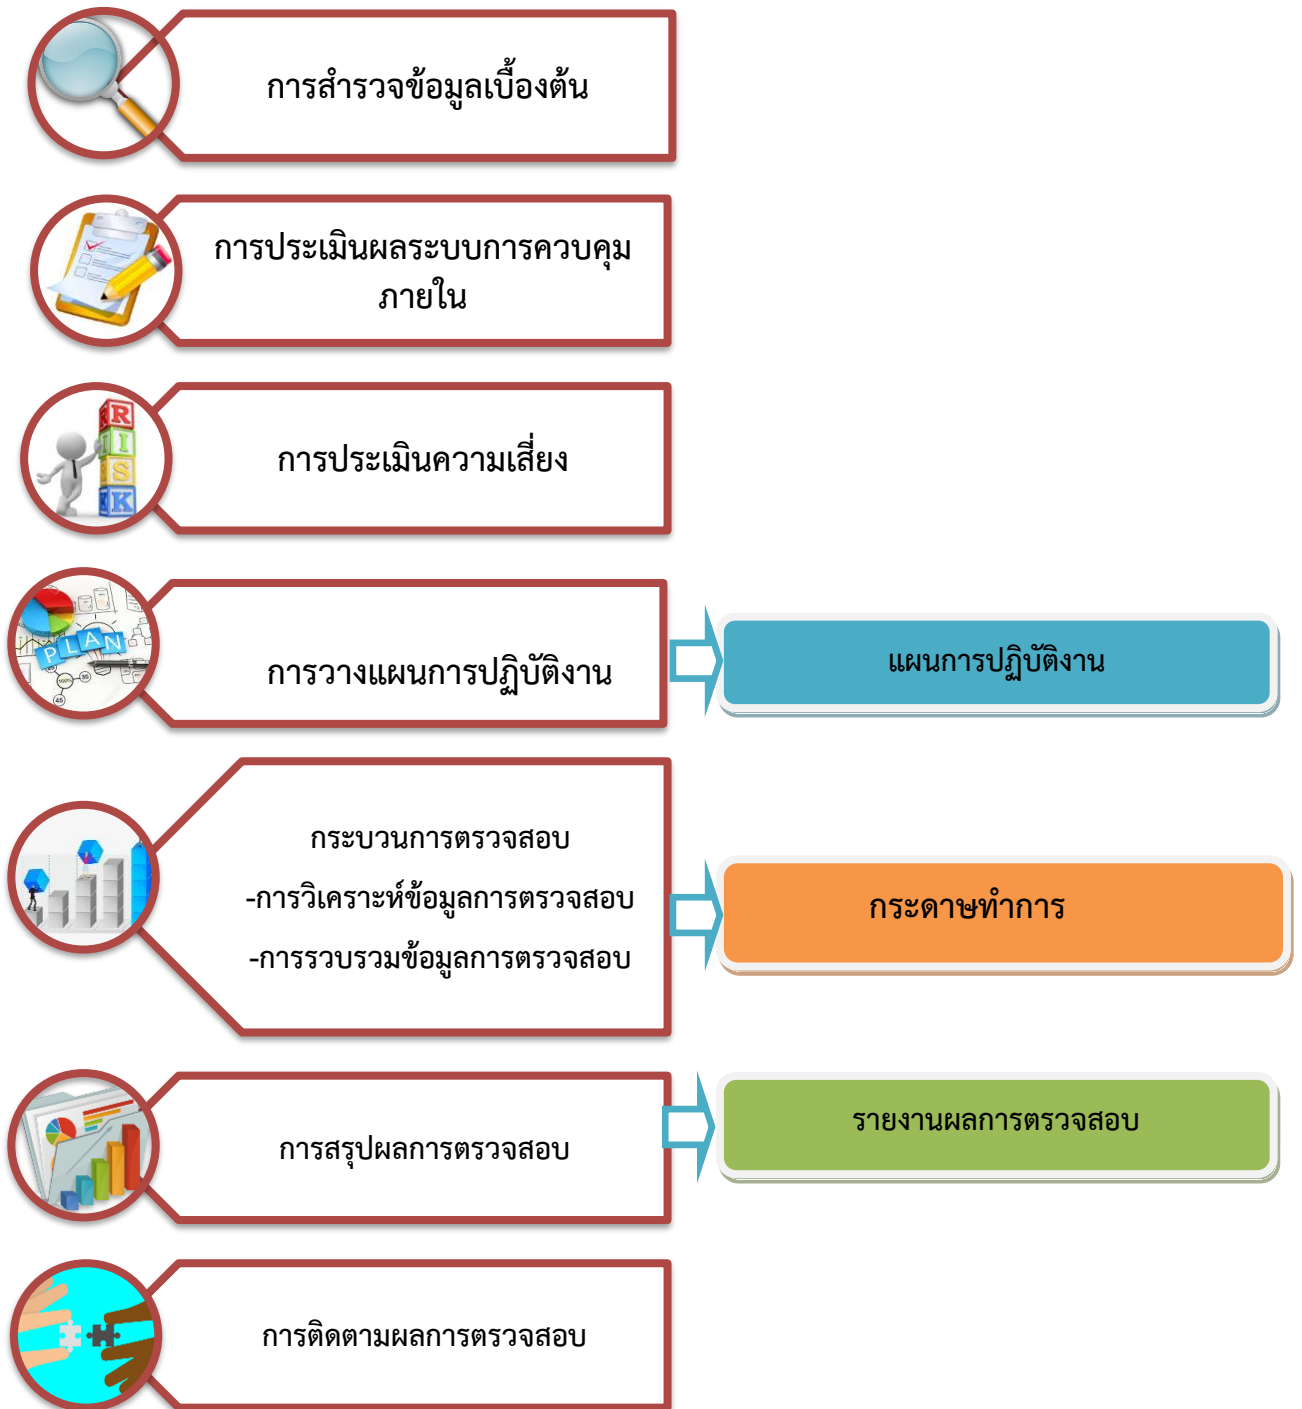 การสำรวจข้อมูลเบื้องต้น
การประเมินผลระบบการควบคุม
ภายใน
R
I
S
K
การประเมินความเสี่ยง
PLAN
การวางแผนการปฏิบัติงาน
แผนการปฏิบัติงาน
กระบวนการตรวจสอบ
-การวิเคราะห์ข้อมูลการตรวจสอบ
-การรวบรวมข้อมูลการตรวจสอบ
กระดาษทำการ
การสรุปผลการตรวจสอบ
รายงานผลการตรวจสอบ
การติดตามผลการตรวจสอบ